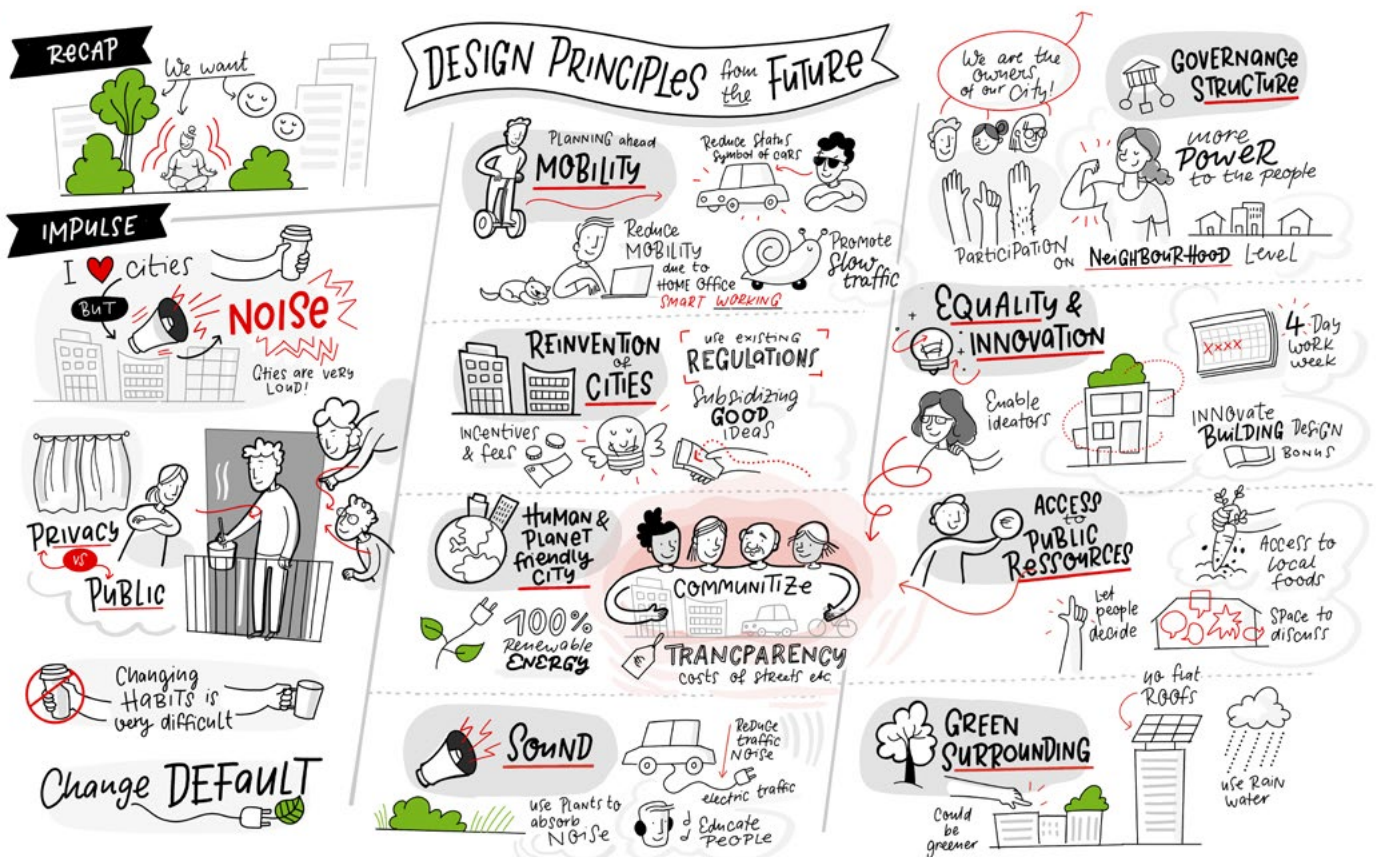 RECAP
We want
IMPULSE
I ❤ cities
BUT
NOISE
Cities are very
LOUD!
PRIVACY
VS
PUBLIC
Changing
HABITS is
very difficult
Change DEFAULT
DESIGN PRINCIPLES from the FUTURE
PLANNING ahead
MOBILITY
Reduce Status
Symbol of cars
Reduce
MOBILITY
due to
HOME OFFICE
SMART WORKING
Promote
Slow
traffic
REINVENTION
of
CITIES
use existing
REGULATIONS
Subsidizing
GOOD
ideas
INCENTIVES
& fees
HUMAN &
PLANET
friendly
CITY
100%
Renewable
ENERGY
COMMUNITIZE
€
TRANCPARENCY
costs of streets etc
SOUND
REDUCE
traffic
NOISE
electric traffic
use PLANTS to
absorb
NOISE
Educate
PEOPLE
We are the
owners
of our City!
GOVERNANCE
STRUCTURE
more
POWER
to the people
PARTICIPATION
ON NEIGHBOURHOOD Level
EQUALITY &
INNOVATION
XXXX
4 Day
WORK
week
Enable
ideators
INNOVATE
BUILDING DESIGN
BONUS
ACCESS
to
PUBLIC
RESSOURCES
€
Let
people
decide
ACCESS to
Local
foods
SPACE to
discuss
GREEN
SURROUNDING
no flat
ROOFS
Could
be
greener
use RAIN
WATER